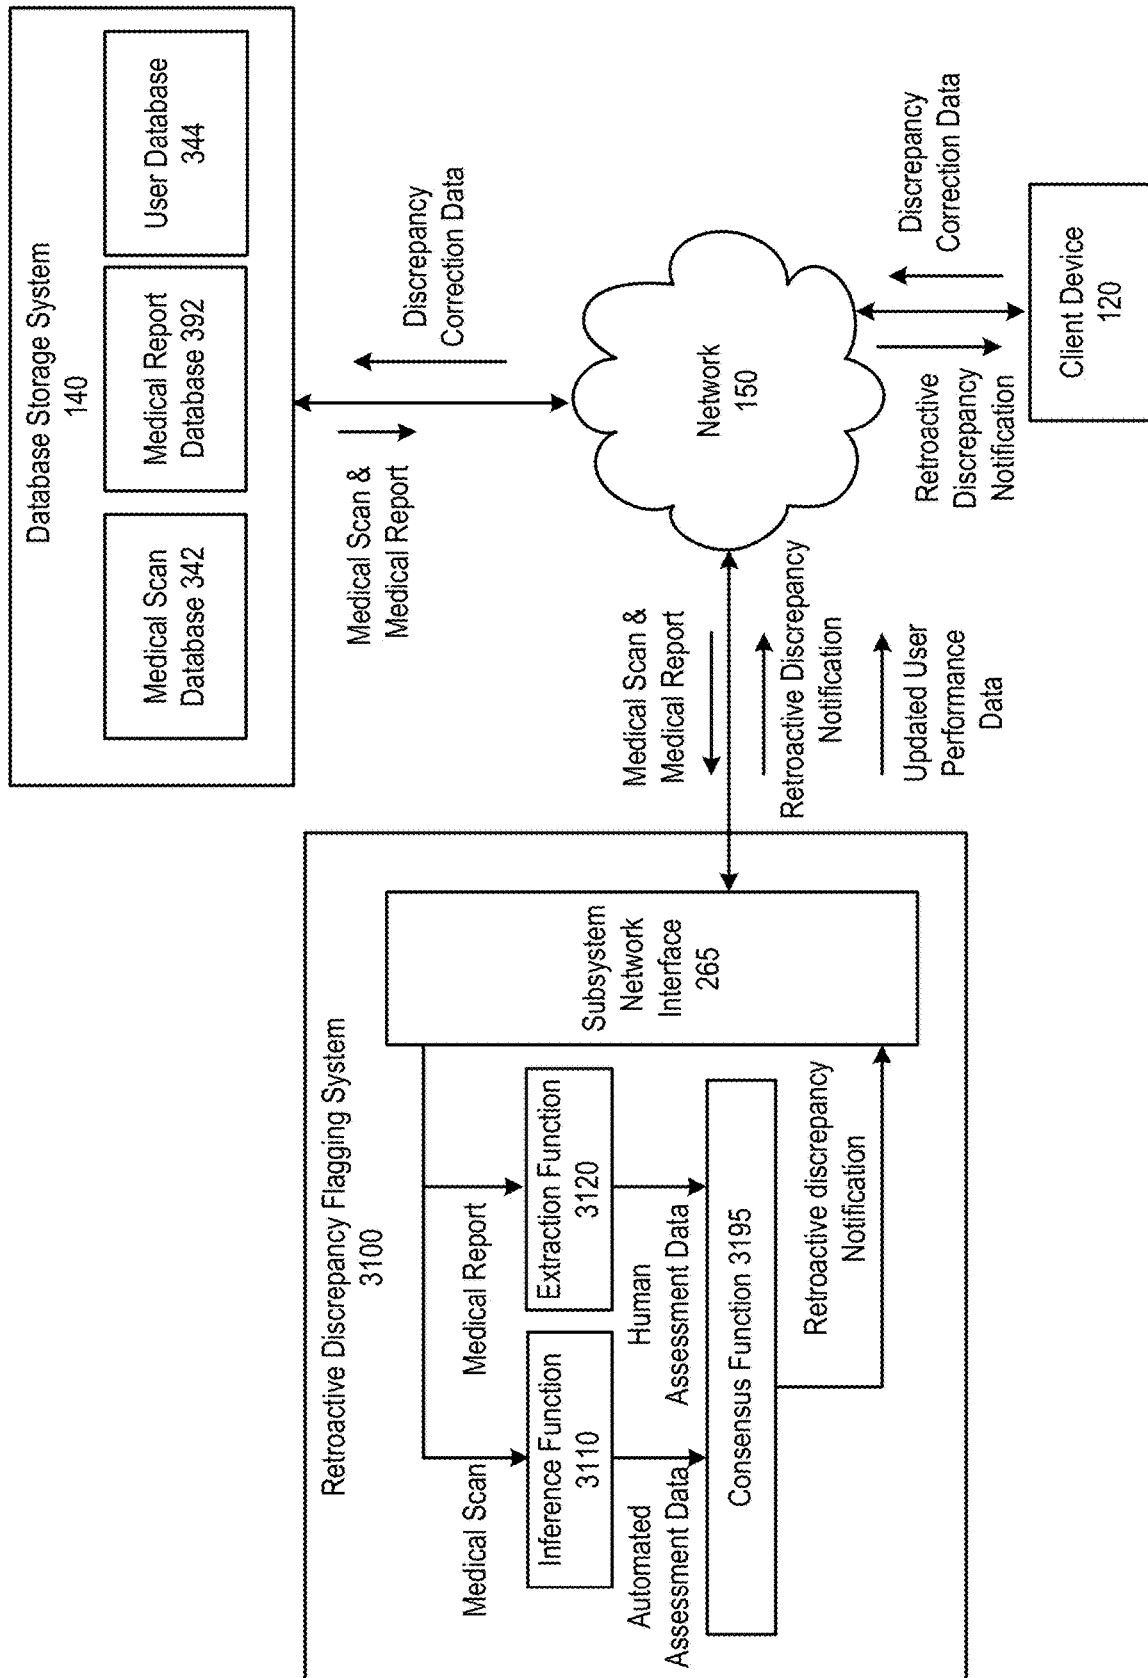 Database Storage System
140
Medical Scan
Database 342
Medical Report
Database 392
User Database
344
Medical Scan &
Medical Report
Discrepancy
Correction Data
Retroactive Discrepancy Flagging System
3100
Medical Scan
Medical Report
Inference Function
3110
Extraction Function
3120
Automated
Assessment Data
Human
Assessment Data
Consensus Function 3195
Retroactive discrepancy
Notification
Subsystem
Network
Interface
265
Medical Scan &
Medical Report
Retroactive Discrepancy
Notification
Updated User
Performance
Data
Network
150
Retroactive
Discrepancy
Notification
Discrepancy
Correction Data
Client Device
120